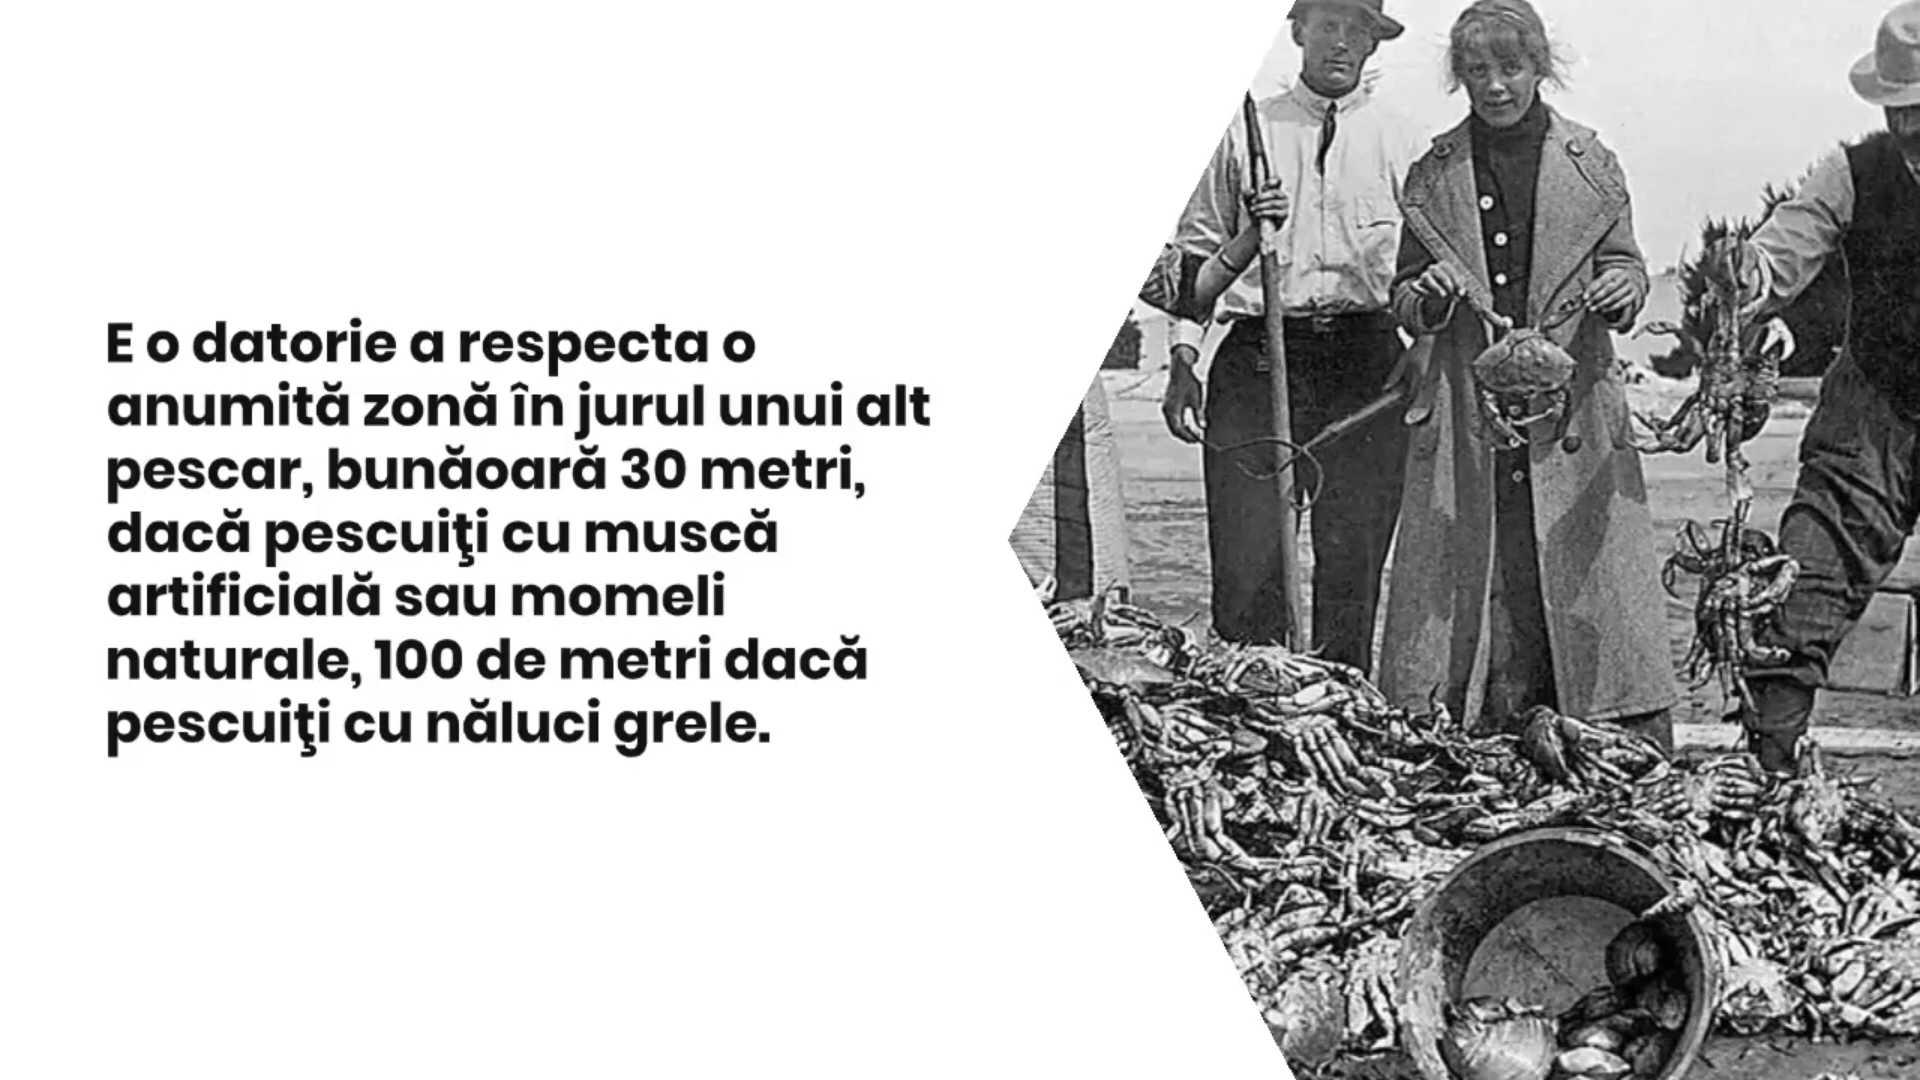 E o datorie a respecta o
anumită zonă în jurul unui alt
pescar, bunăoară 30 metri,
dacă pescuiţi cu muscă
artificială sau momeli
naturale, 100 de metri dacă
pescuiţi cu năluci grele.